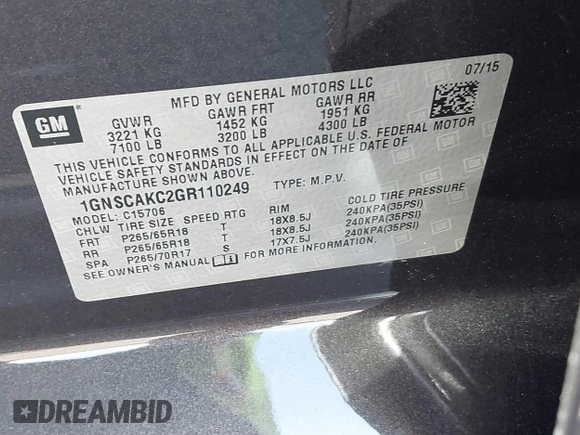 GM
MFD BY GENERAL MOTORS LLC
07/15
GVWR GAWR FRT GAWR RR
3221 KG 1452 KG 1951 KG
7100 LB 3200 LB 4300 LB
THIS VEHICLE CONFORMS TO ALL APPLICABLE U.S. FEDERAL MOTOR
VEHICLE SAFETY STANDARDS IN EFFECT ON THE DATE OF
MANUFACTURE SHOWN ABOVE.
1GNSCAKC2GR110249 TYPE: M.P.V.
MODEL: C15706
CHLW TIRE SIZE SPEED RTG RIM COLD TIRE PRESSURE
FRT P265/65R18 T 18X8.5J 240KPA(35PSI)
RR P265/65R18 T 18X8.5J 240KPA(35PSI)
SPA P265/70R17 S 17X7.5J 240KPA(35PSI)
SEE OWNER'S MANUAL FOR MORE INFORMATION.
DREAMBID